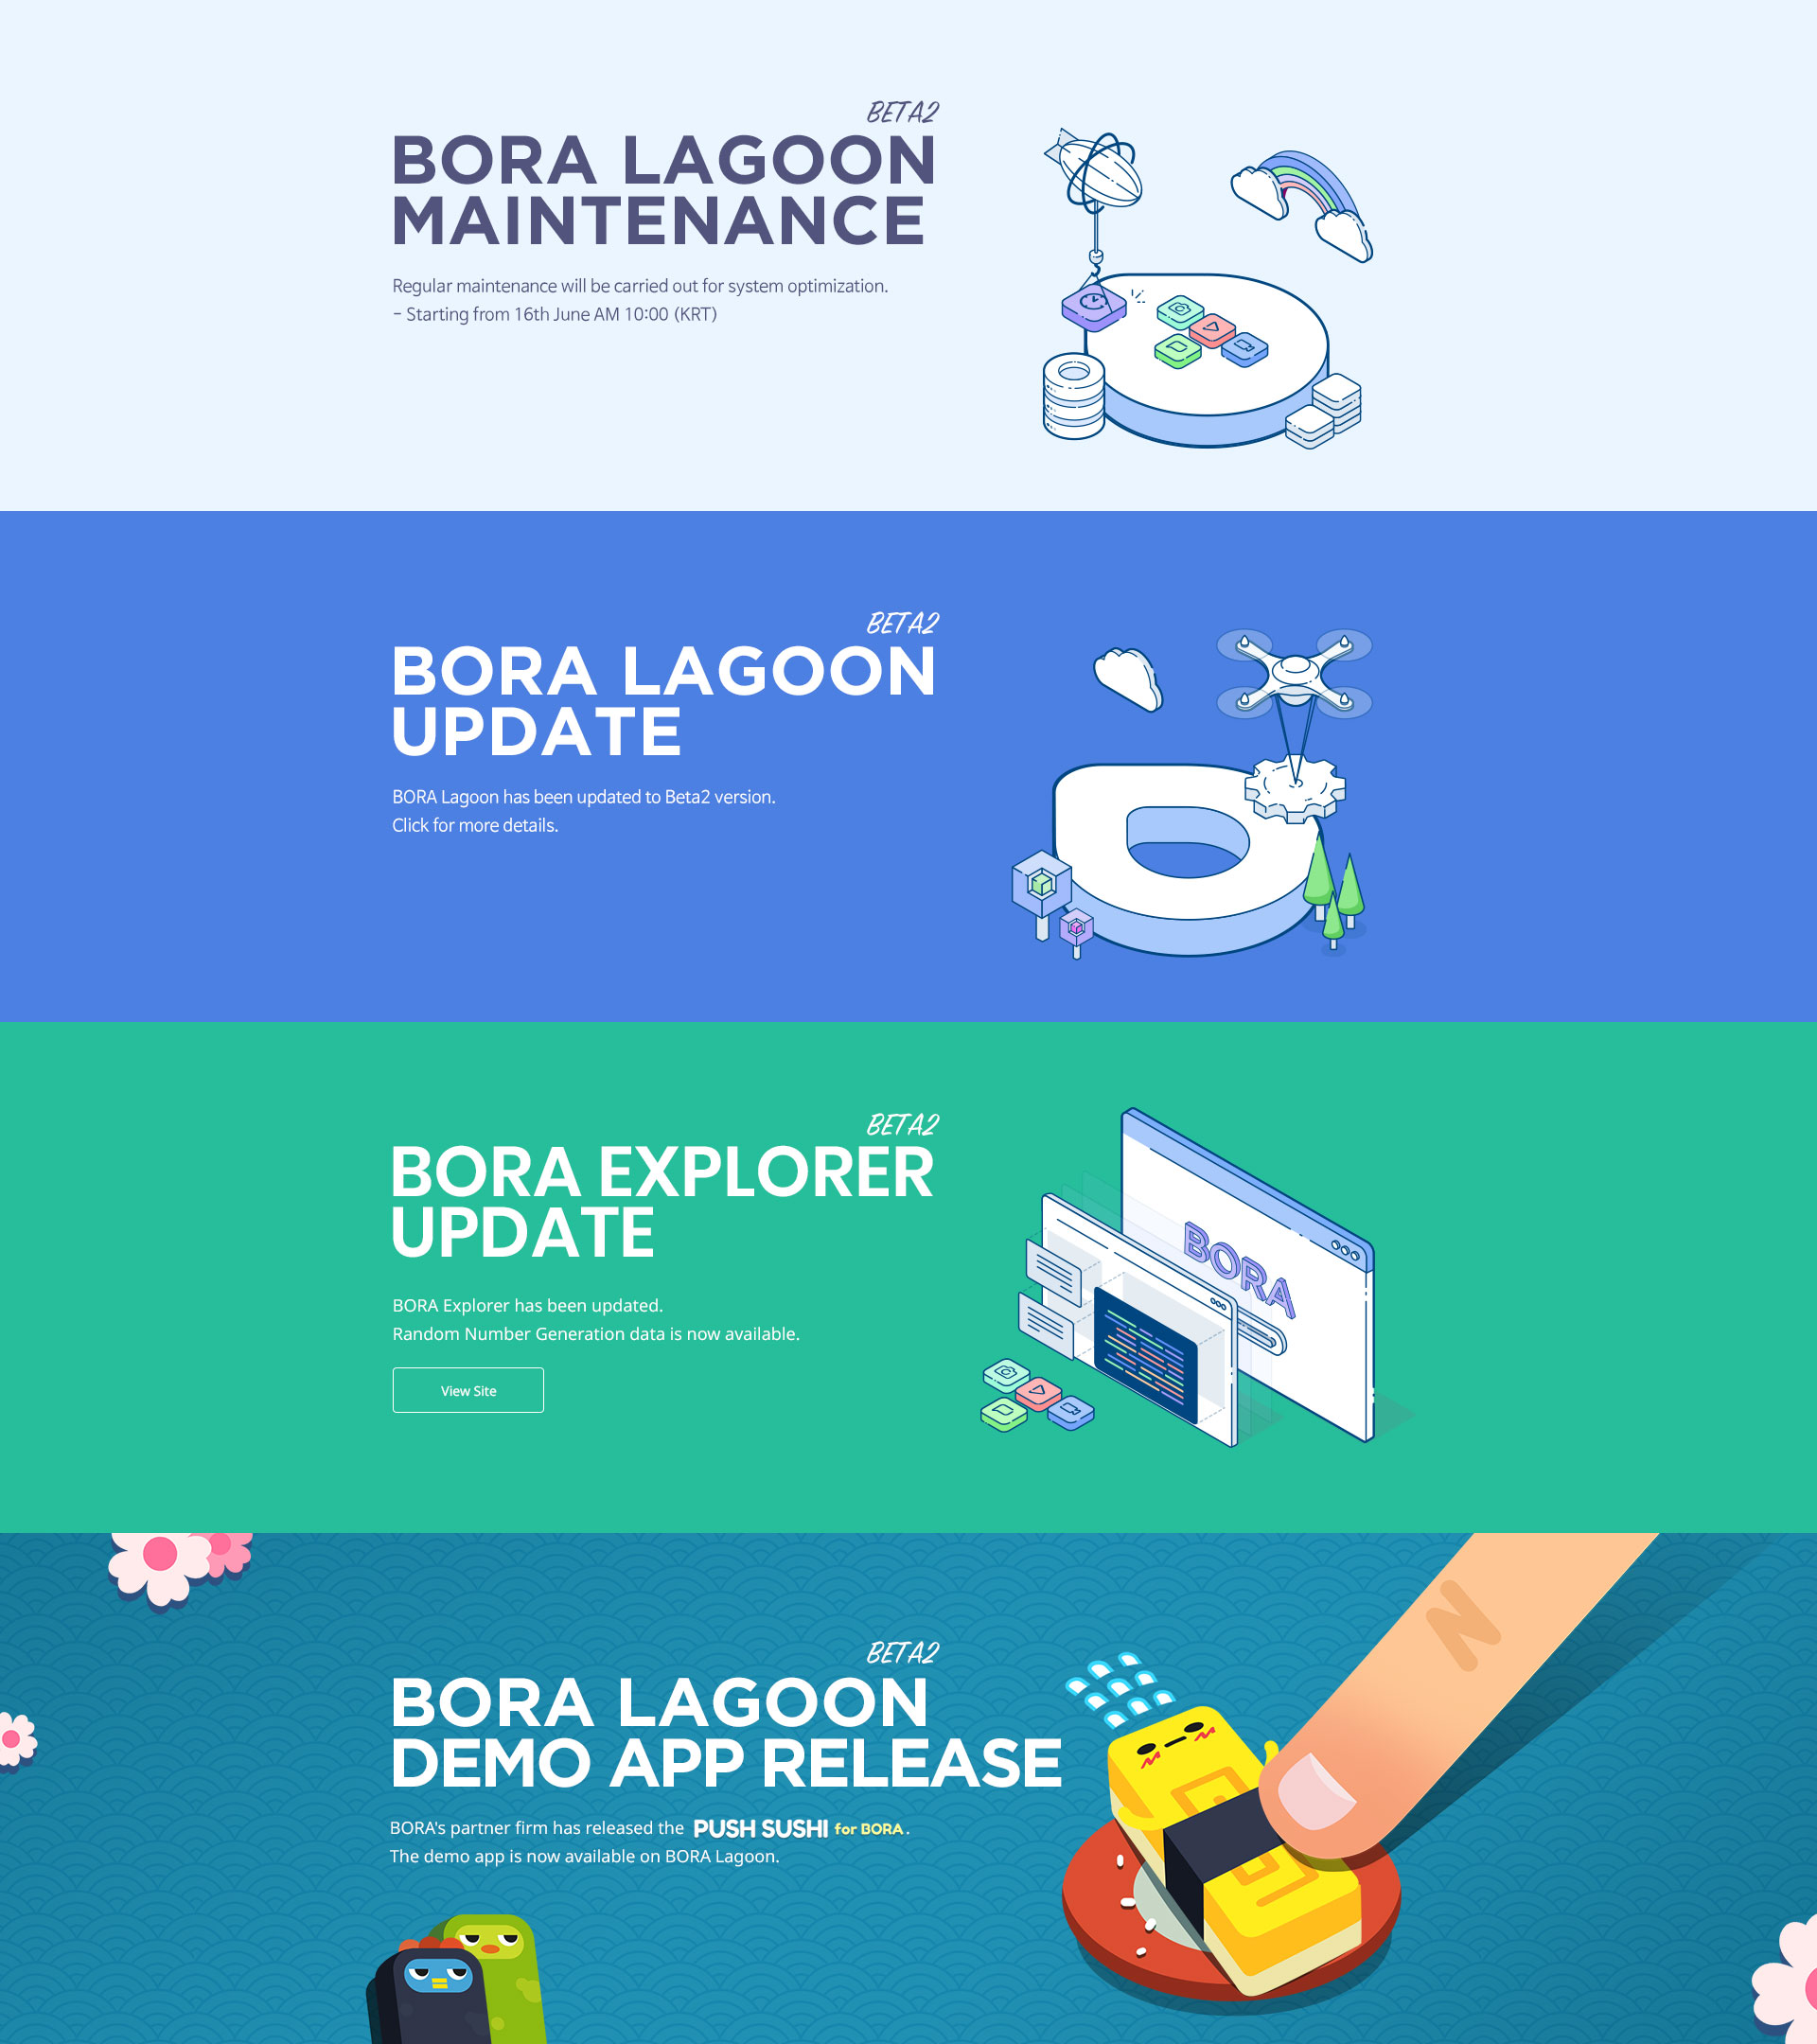 BETA2
BORA LAGOON
MAINTENANCE
Regular maintenance will be carried out for system optimization.
- Starting from 16th June AM 10:00 (KRT)
BETA2
BORA LAGOON
UPDATE
BORA Lagoon has been updated to Beta2 version.
Click for more details.
BETA2
BORA EXPLORER
UPDATE
BORA Explorer has been updated.
Random Number Generation data is now available.
View Site
BORA
BETA2
BORA LAGOON
DEMO APP RELEASE
BORA's partner firm has released the PUSH SUSHI for BORA.
The demo app is now available on BORA Lagoon.
N